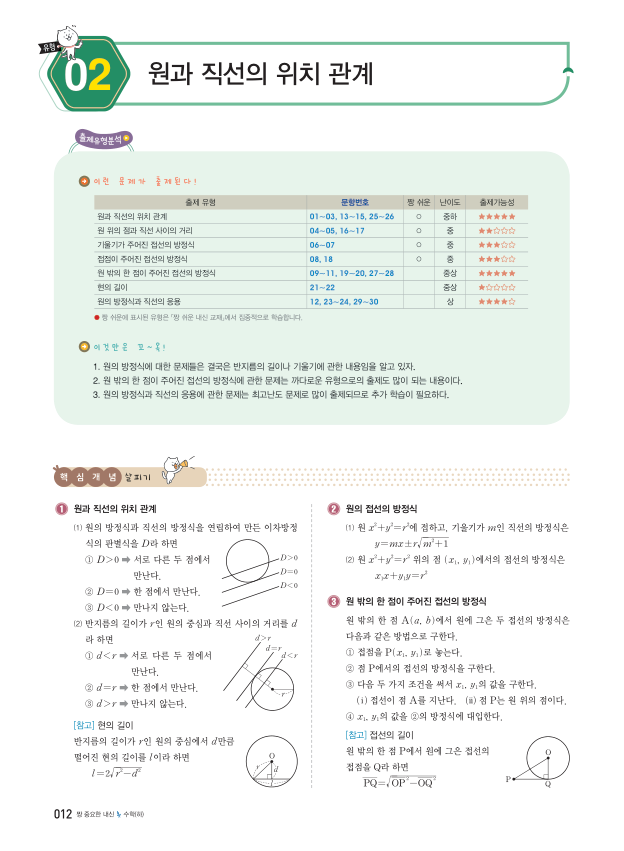 유형
02
원과 직선의 위치 관계
출제유형분석
이런 문제가 출제된다!
출제 유형 문항번호 짱 쉬운 난이도 출제가능성
원과 직선의 위치 관계 01~03, 13~15, 25~26 ○ 중하 ★★★★★
원 위의 점과 직선 사이의 거리 04~05, 16~17 ○ 중 ★★☆☆☆
기울기가 주어진 접선의 방정식 06~07 ○ 중 ★★★☆☆
접점이 주어진 접선의 방정식 08, 18 ○ 중 ★★★☆☆
원 밖의 한 점이 주어진 접선의 방정식 09~11, 19~20, 27~28 중상 ★★★★★
현의 길이 21~22 중상 ★☆☆☆☆
원의 방정식과 직선의 응용 12, 23~24, 29~30 상 ★★★★☆
● 짱 쉬운에 표시된 유형은 「짱 쉬운 내신 교재」에서 집중적으로 학습합니다.
이것만은 꼬~옥!
1. 원의 방정식에 대한 문제들은 결국은 반지름의 길이나 기울기에 관한 내용임을 알고 있자.
2. 원 밖의 한 점이 주어진 접선의 방정식에 관한 문제는 까다로운 유형으로의 출제도 많이 되는 내용이다.
3. 원의 방정식과 직선의 응용에 관한 문제는 최고난도 문제로 많이 출제되므로 추가 학습이 필요하다.
핵심개념 살피기
1 원과 직선의 위치 관계
⑴ 원의 방정식과 직선의 방정식을 연립하여 만든 이차방정
식의 판별식을 D라 하면
① D>0 ➡ 서로 다른 두 점에서
만난다.
② D=0 ➡ 한 점에서 만난다.
③ D<0 ➡ 만나지 않는다.
D>0
D=0
D<0
⑵ 반지름의 길이가 r인 원의 중심과 직선 사이의 거리를 d
라 하면
① d<r ➡ 서로 다른 두 점에서
만난다.
② d=r ➡ 한 점에서 만난다.
③ d>r ➡ 만나지 않는다.
d>r
d=r
d<r
r
[참고] 현의 길이
반지름의 길이가 r인 원의 중심에서 d만큼
떨어진 현의 길이를 l이라 하면
l=2√(r²-d²)
O
r
d
l
2 원의 접선의 방정식
⑴ 원 x²+y²=r²에 접하고, 기울기가 m인 직선의 방정식은
y=mx±r√(m²+1)
⑵ 원 x²+y²=r² 위의 점 (x₁, y₁)에서의 접선의 방정식은
x₁x+y₁y=r²
3 원 밖의 한 점이 주어진 접선의 방정식
원 밖의 한 점 A(a, b)에서 원에 그은 두 접선의 방정식은
다음과 같은 방법으로 구한다.
① 접점을 P(x₁, y₁)로 놓는다.
② 점 P에서의 접선의 방정식을 구한다.
③ 다음 두 가지 조건을 써서 x₁, y₁의 값을 구한다.
(ⅰ) 접선이 점 A를 지난다. (ⅱ) 점 P는 원 위의 점이다.
④ x₁, y₁의 값을 ②의 방정식에 대입한다.
[참고] 접선의 길이
원 밖의 한 점 P에서 원에 그은 접선의
접점을 Q라 하면
PQ=√(OP²-OQ²)
O
P
Q
012 짱 중요한 내신 수학(하)